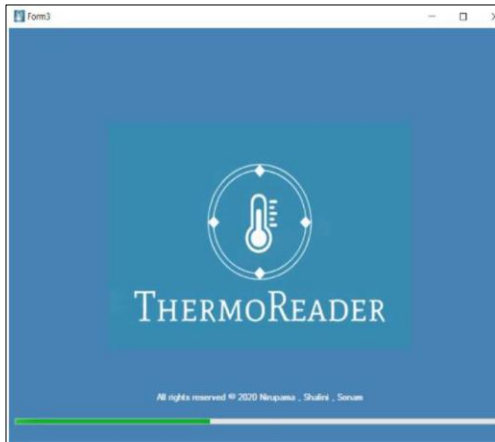 Form3
THERMOREADER
All rights reserved © 2020 Nirupama , Shalini , Sonam